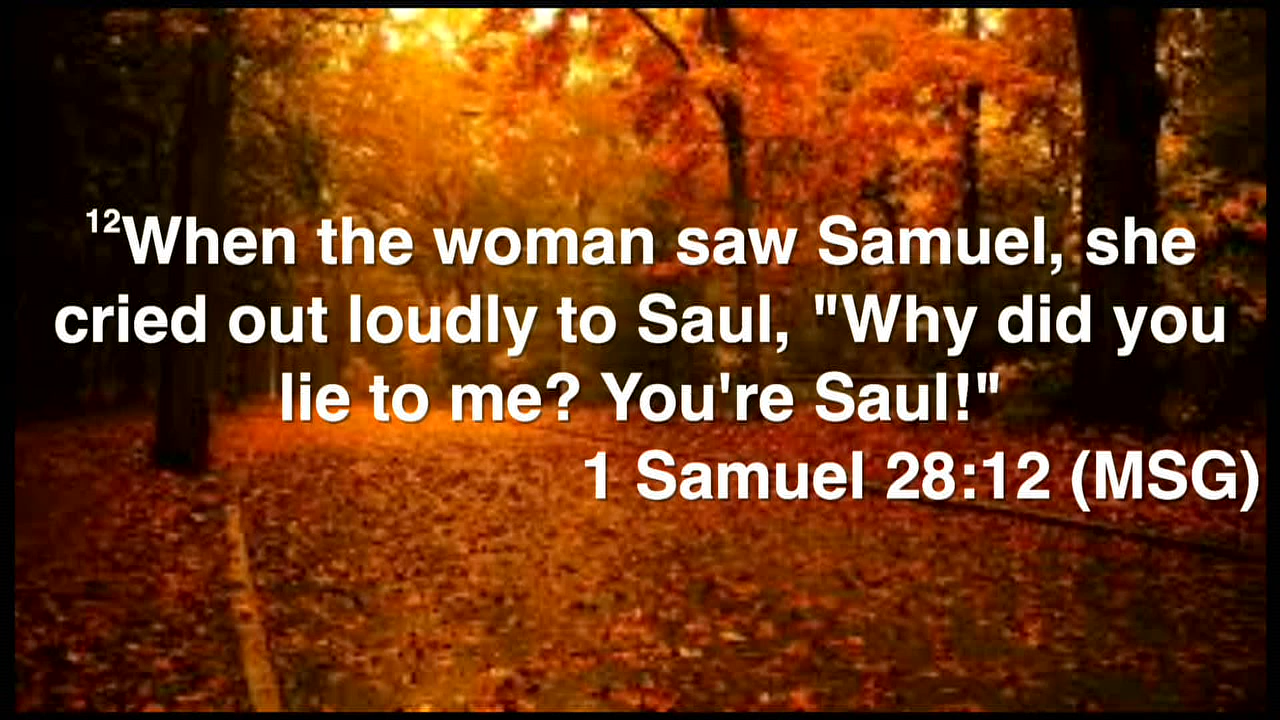 12When the woman saw Samuel, she
cried out loudly to Saul, "Why did you
lie to me? You're Saul!"
1 Samuel 28:12 (MSG)